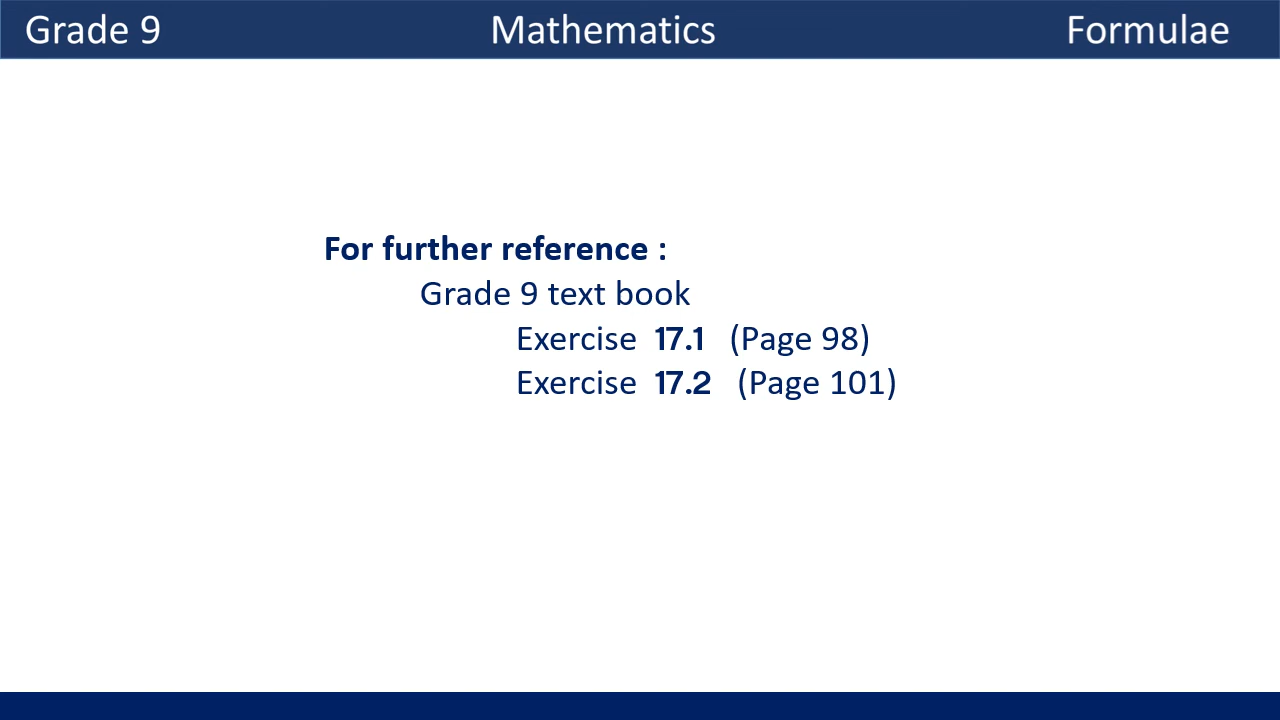 Grade 9 Mathematics Formulae
For further reference :
Grade 9 text book
Exercise 17.1 (Page 98)
Exercise 17.2 (Page 101)